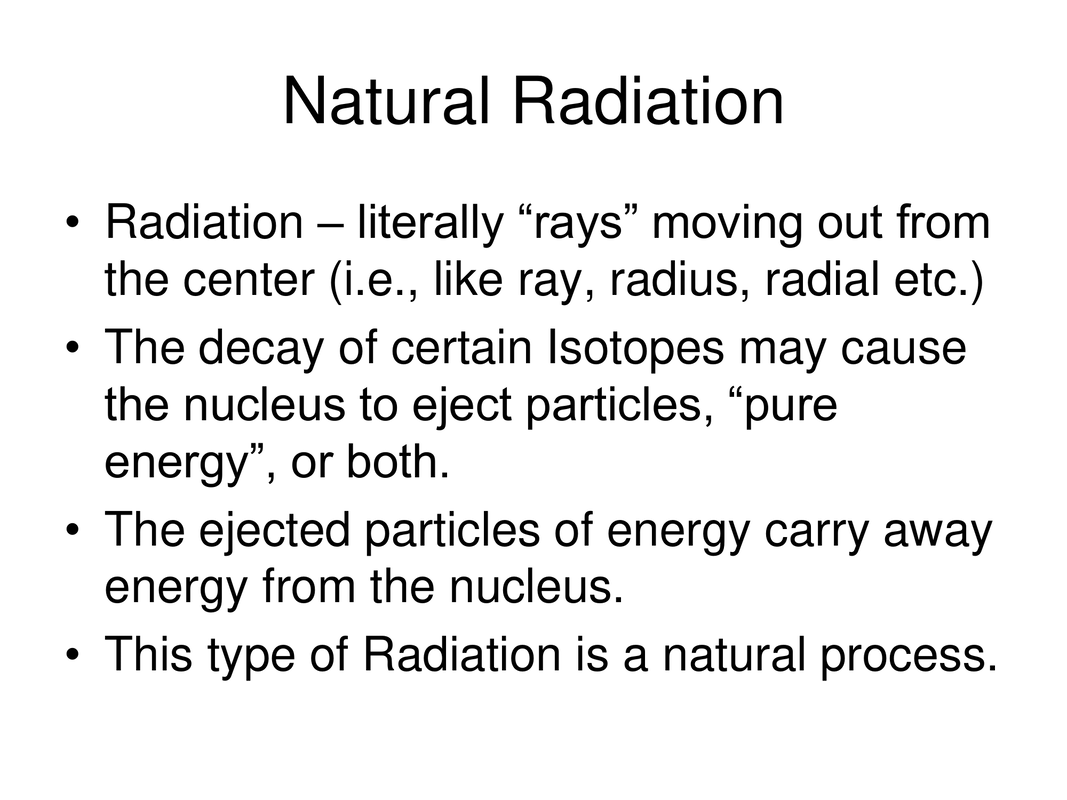 Natural Radiation
• Radiation – literally “rays” moving out from
the center (i.e., like ray, radius, radial etc.)
• The decay of certain Isotopes may cause
the nucleus to eject particles, “pure
energy”, or both.
• The ejected particles of energy carry away
energy from the nucleus.
• This type of Radiation is a natural process.